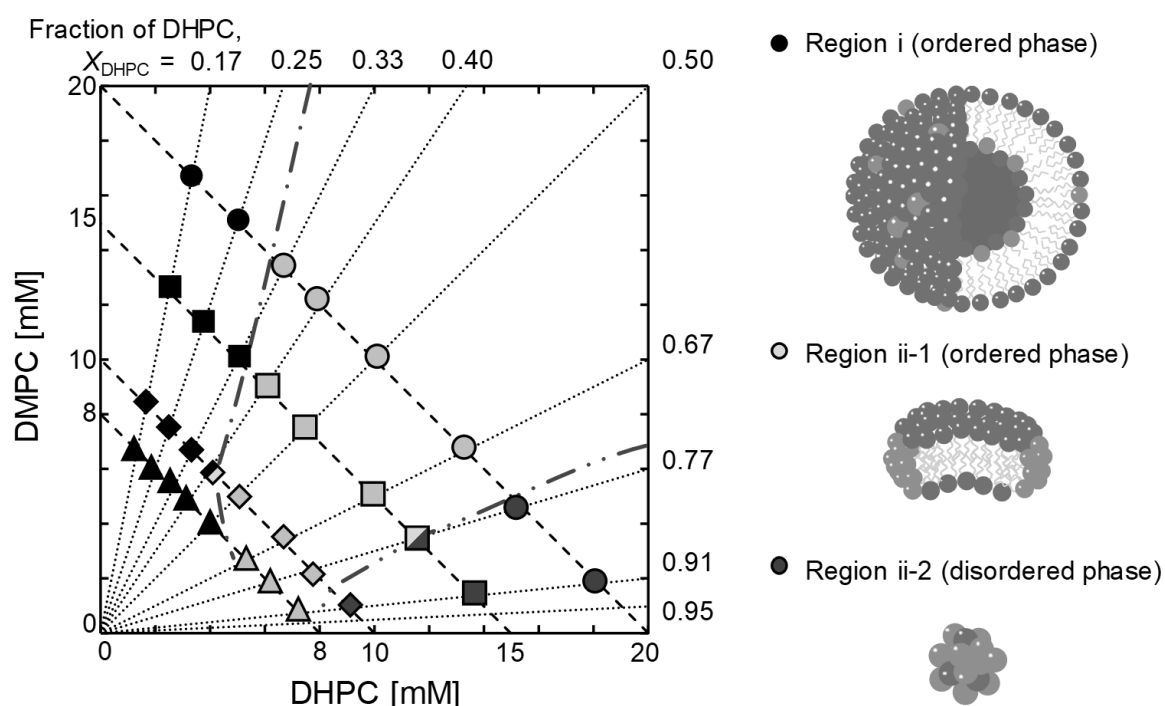 Fraction of DHPC,
X_DHPC = 0.17 0.25 0.33 0.40 0.50
20
15
10
8
0
DMPC [mM]
0.67
0.77
0.91
0.95
0 8 10 15 20
DHPC [mM]
Region i (ordered phase)
Region ii-1 (ordered phase)
Region ii-2 (disordered phase)